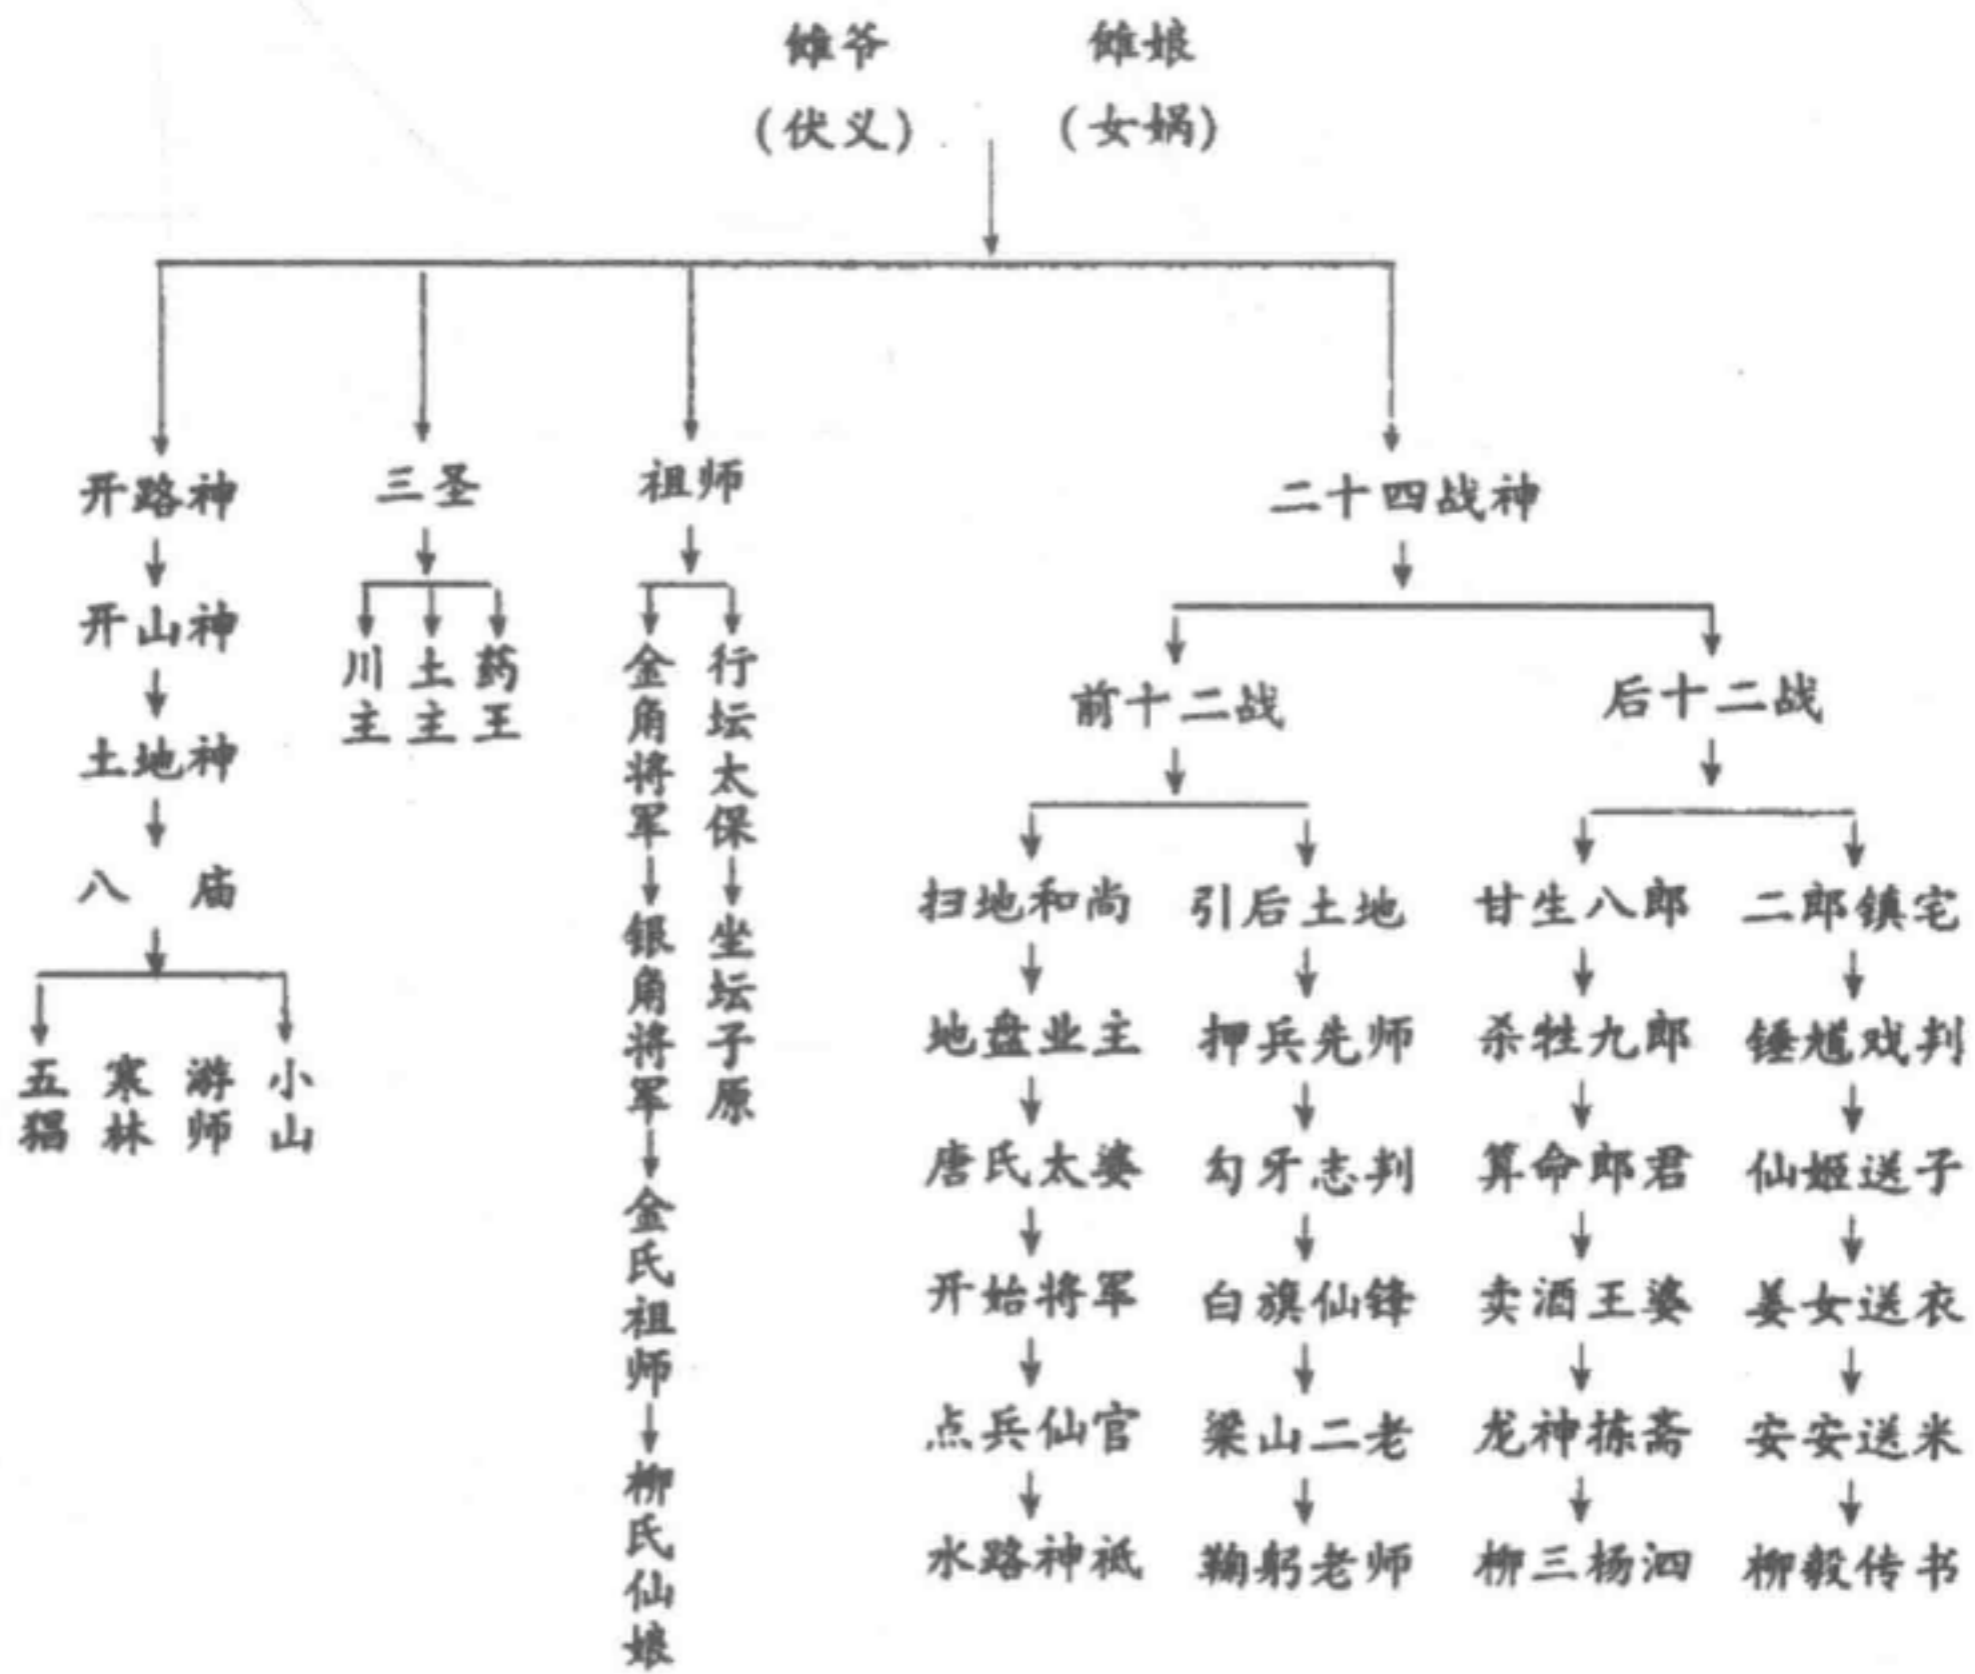 傩爷 傩娘
(伏义) (女娲)
开路神 三圣 祖师 二十四战神
开山神
土地神
八庙
五猖
寒林
游师
小山
川主
土主
药王
金角将军
银角将军
金氏祖师
柳氏仙娘
行坛太保
坐坛子原
前十二战 后十二战
扫地和尚 引后土地 甘生八郎 二郎镇宅
地盘业主 押兵先师 杀牲九郎 锤尴戏判
唐氏太婆 勾牙志判 算命郎君 仙姬送子
开始将军 白旗仙锋 卖酒王婆 姜女送衣
点兵仙官 梁山二老 龙神拣斋 安安送米
水路神祗 鞠躬老师 柳三杨泗 柳毅传书